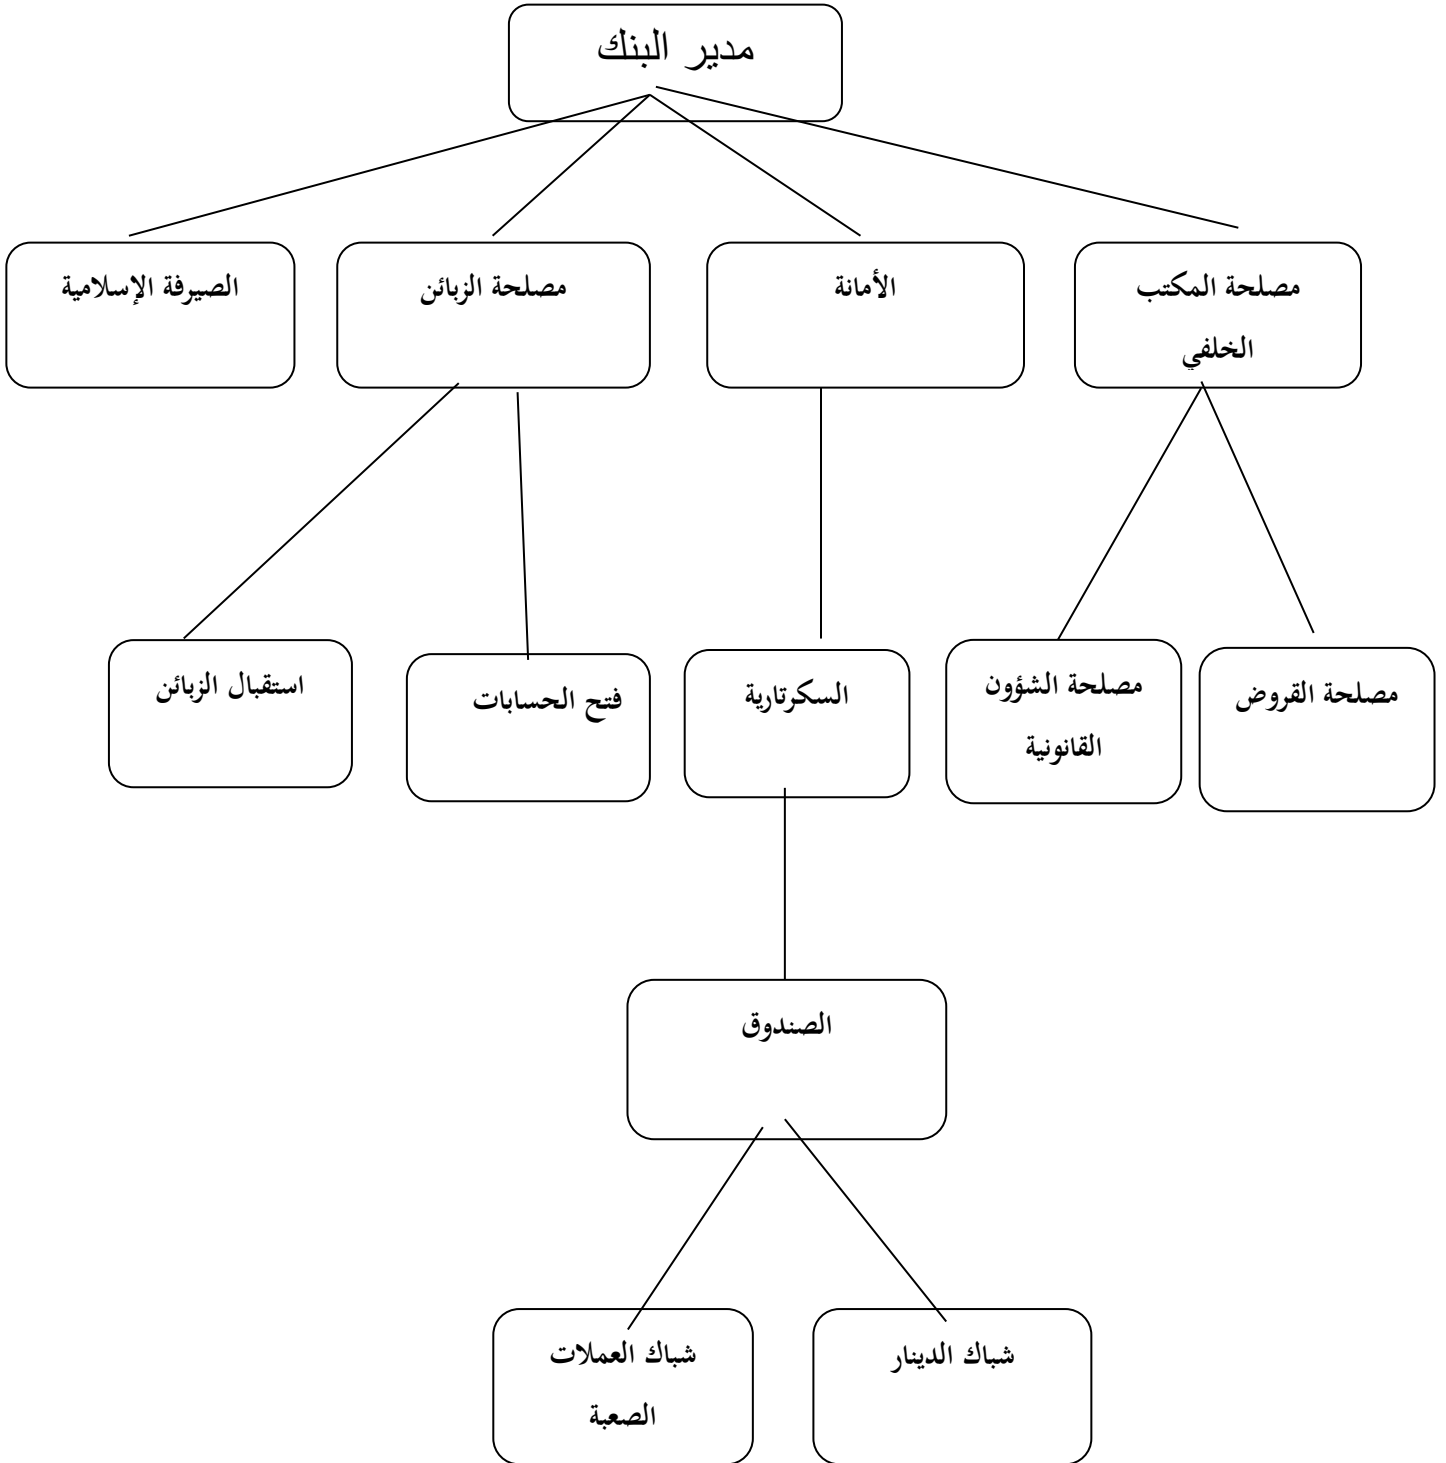 مدير البنك
مصلحة المكتب
الخلفي
الأمانة
مصلحة الزبائن
الصيرفة الإسلامية
مصلحة القروض
مصلحة الشؤون
القانونية
السكرتارية
فتح الحسابات
استقبال الزبائن
الصندوق
شباك الدينار
شباك العملات
الصعبة